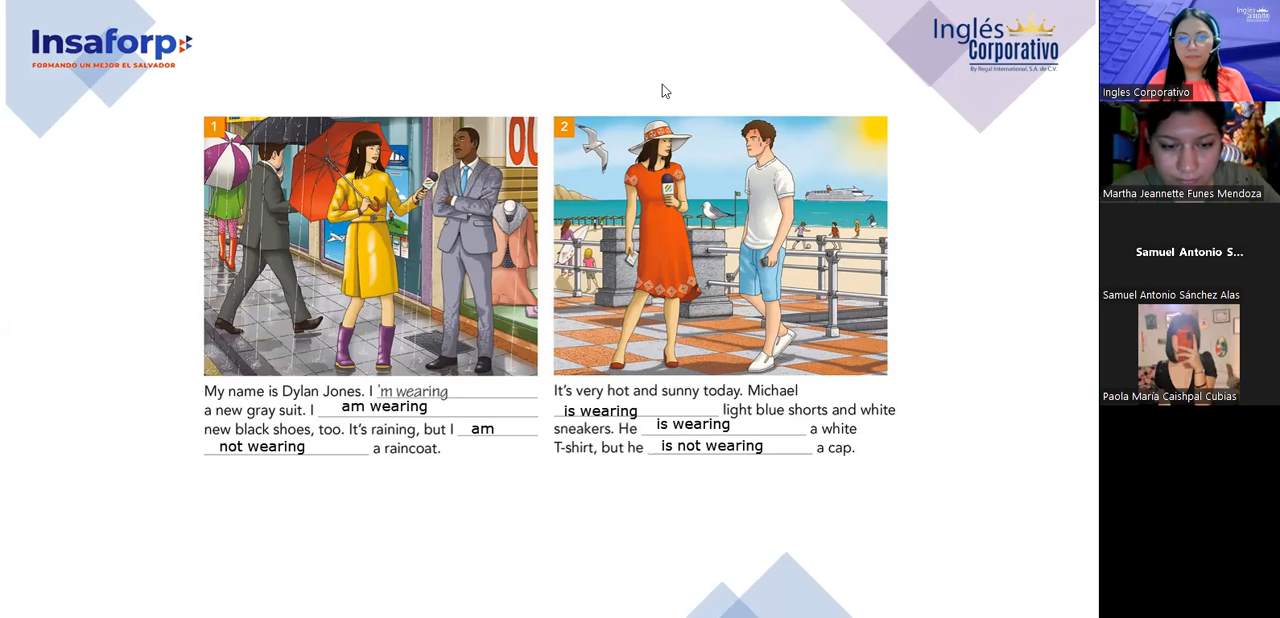 Insaforp
FORMANDO UN MEJOR EL SALVADOR
Inglés
Corporativo
By Regal International, S.A. de C.V.
1
2
My name is Dylan Jones. I 'm wearing
a new gray suit. I am wearing
new black shoes, too. It's raining, but I am
not wearing a raincoat.
It's very hot and sunny today. Michael
is wearing light blue shorts and white
sneakers. He is wearing a white
T-shirt, but he is not wearing a cap.
Ingles Corporativo
Martha Jeannette Funes Mendoza
Samuel Antonio S...
Samuel Antonio Sánchez Alas
Paola María Caishpal Cubias